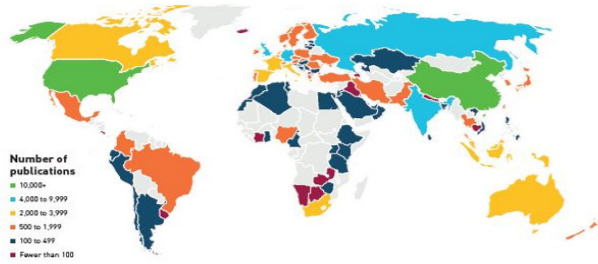 Number of
publications
10,000+
4,000 to 9,999
2,000 to 3,999
500 to 1,999
100 to 499
Fewer than 100